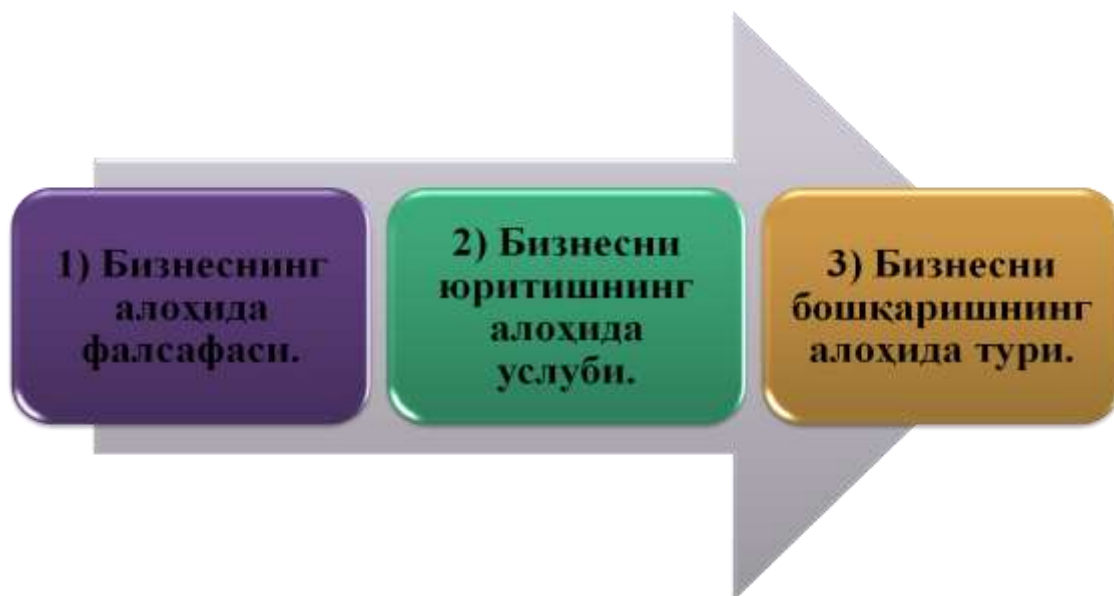 1) Бизнеснинг
алоҳида
фалсафаси.
2) Бизнесни
юритишнинг
алоҳида
услуби.
3) Бизнесни
бошқаришнинг
алоҳида тури.